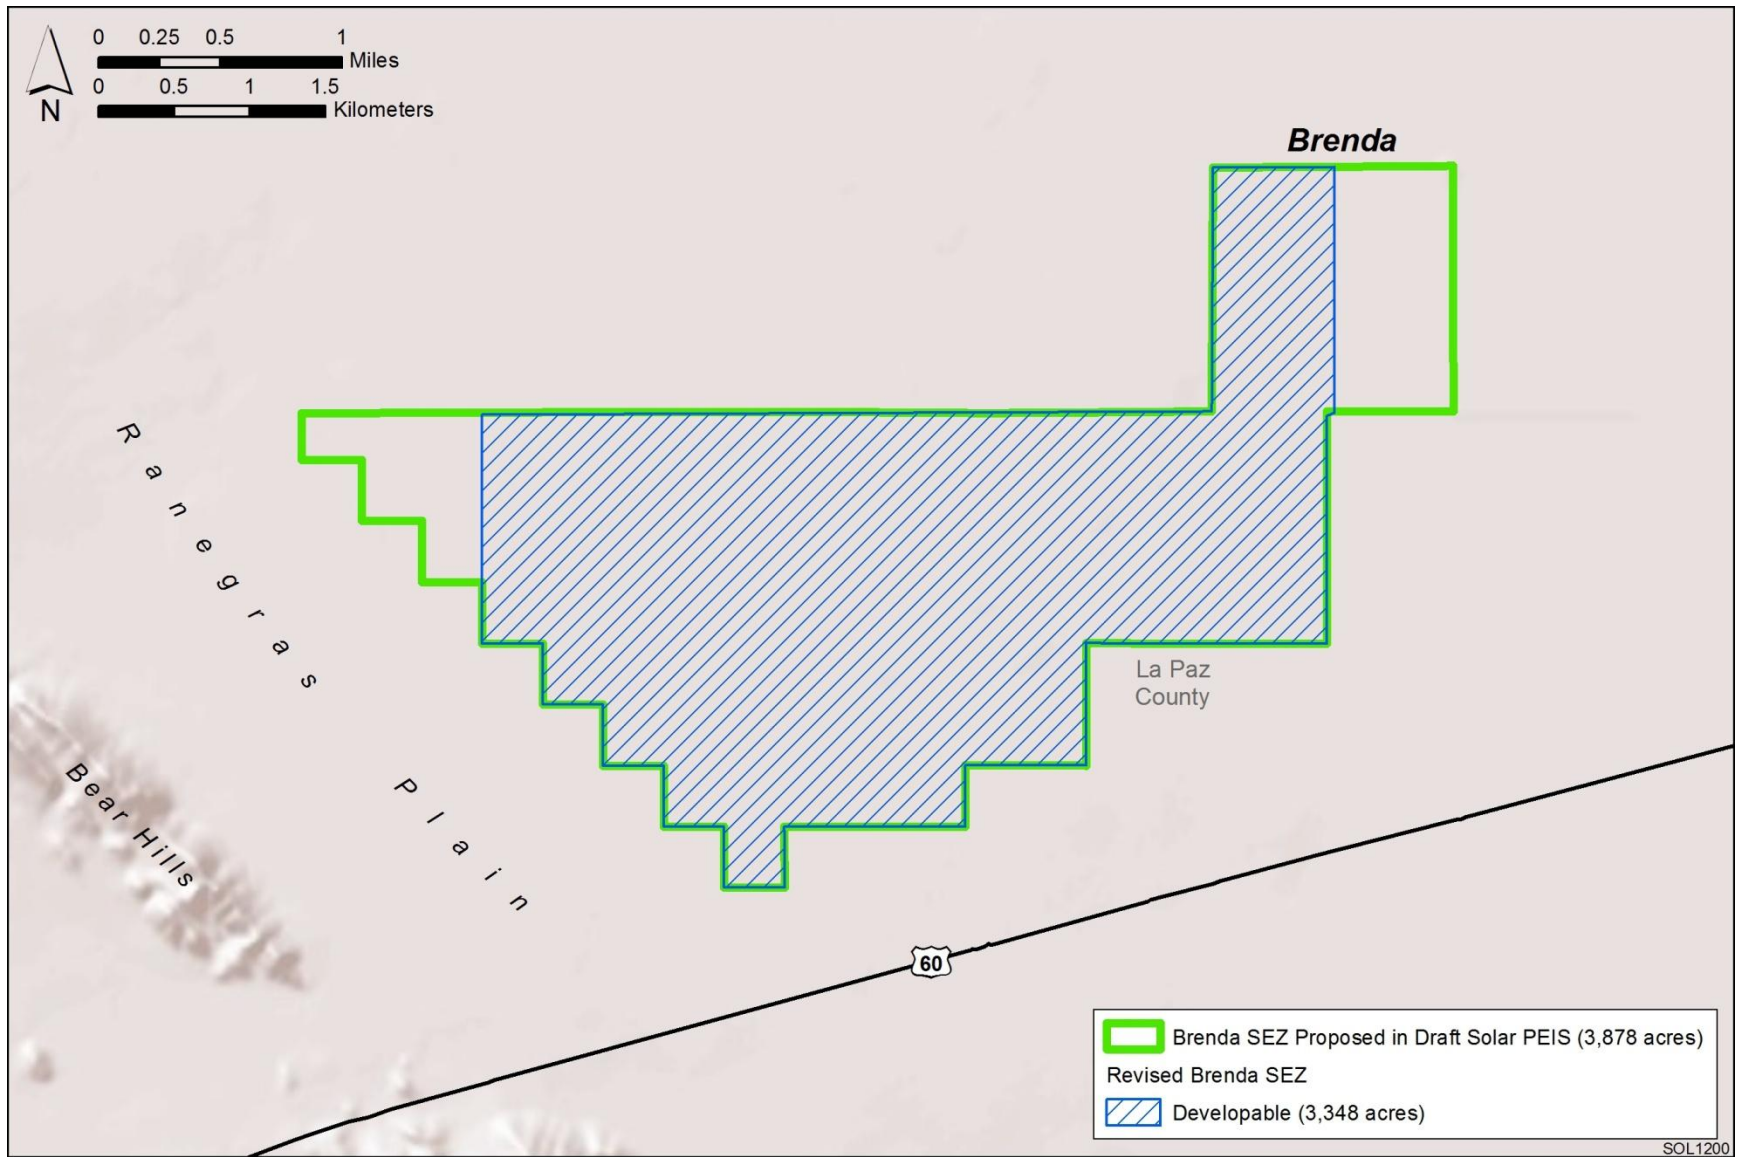 0 0.25 0.5 1
Miles
0 0.5 1 1.5
Kilometers
N
Brenda
Ranegras Plain
La Paz
County
Bear Hills
60
Brenda SEZ Proposed in Draft Solar PEIS (3,878 acres)
Revised Brenda SEZ
Developable (3,348 acres)
SOL1200